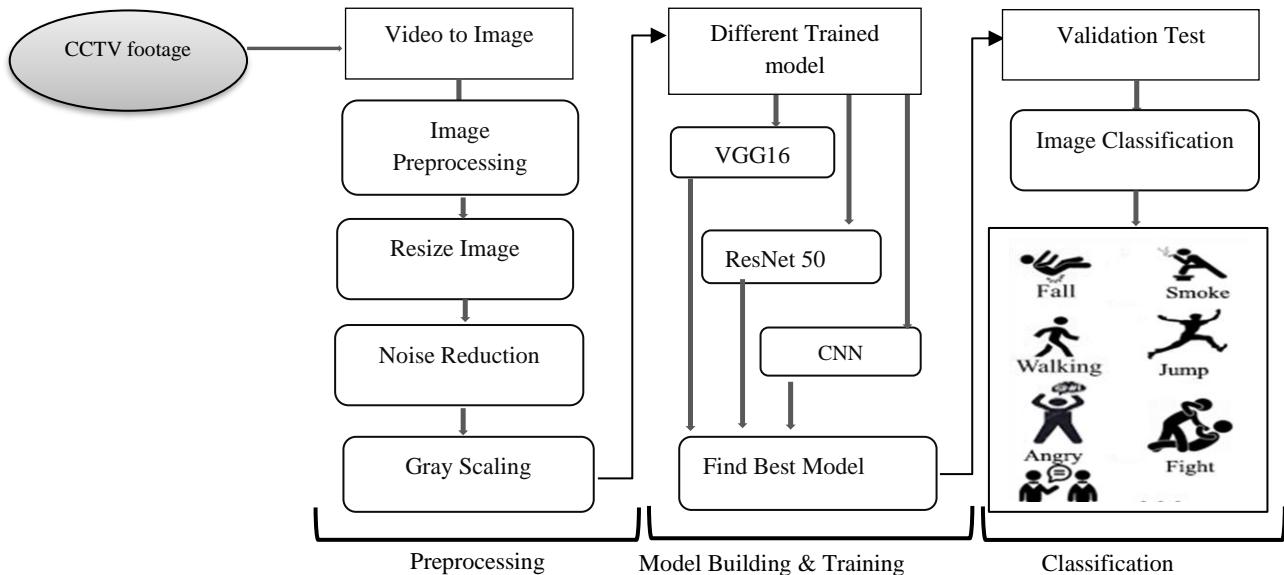 CCTV footage
Video to Image
Image
Preprocessing
Resize Image
Noise Reduction
Gray Scaling
Preprocessing
Different Trained
model
VGG16
ResNet 50
CNN
Find Best Model
Model Building & Training
Validation Test
Image Classification
Fall
Smoke
Walking
Jump
Angry
Fight
Classification